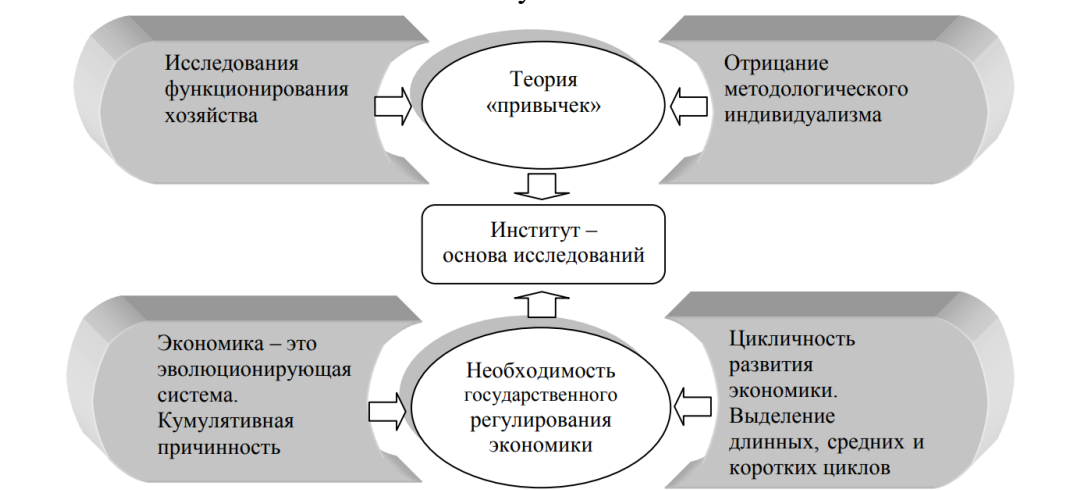 Исследования
функционирования
хозяйства
Теория
«привычек»
Отрицание
методологического
индивидуализма
Институт –
основа исследований
Экономика – это
эволюционирующая
система.
Кумулятивная
причинность
Необходимость
государственного
регулирования
экономики
Цикличность
развития
экономики.
Выделение
длинных, средних и
коротких циклов